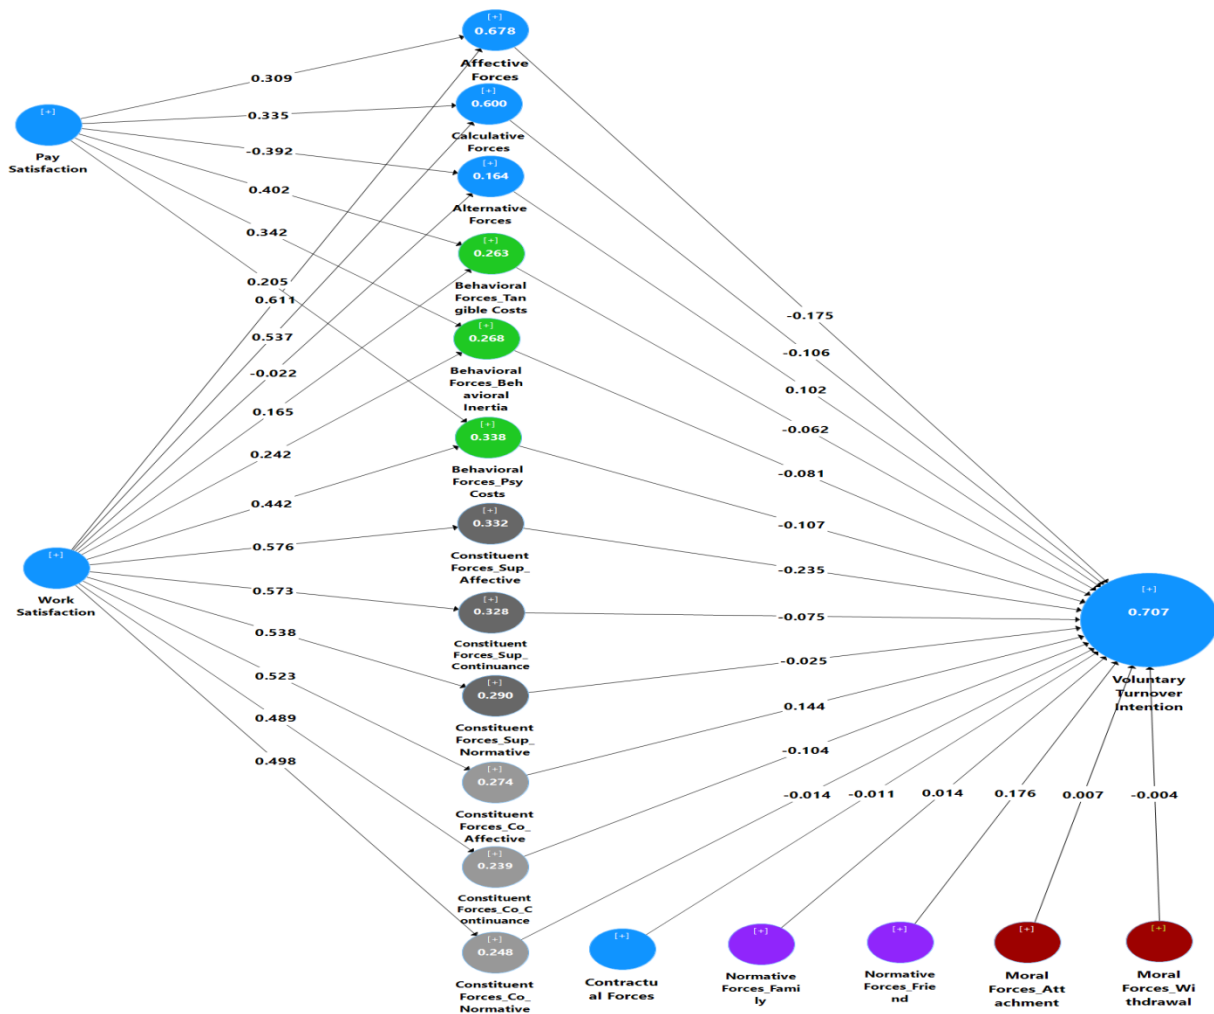 [+]
0.678
Affective
Forces
0.309
[+]
0.600
Calculative
Forces
0.335
[+]
Pay
Satisfaction
-0.392
[+]
0.164
Alternative
Forces
0.402
[+]
0.263
Behavioral
Forces_Tan
gible Costs
0.342
0.205
0.611
-0.175
[+]
0.268
Behavioral
Forces_Beh
avioral
Inertia
0.537
-0.106
-0.022
0.102
[+]
0.338
Behavioral
Forces_Psy
Costs
0.165
-0.062
0.242
-0.081
0.442
-0.107
[+]
0.332
Constituent
Forces_Sup_
Affective
0.576
-0.235
[+]
Work
Satisfaction
0.573
[+]
0.328
Constituent
Forces_Sup_
Continuance
-0.075
[+]
0.707
Voluntary
Turnover
Intention
0.538
-0.025
[+]
0.290
Constituent
Forces_Sup_
Normative
0.523
0.144
0.489
-0.104
[+]
0.274
Constituent
Forces_Co_
Affective
0.498
-0.014
-0.011
0.014
0.176
0.007
-0.004
[+]
0.239
Constituent
Forces_Co_C
ontinuance
[+]
0.248
Constituent
Forces_Co_
Normative
[+]
Contractu
al Forces
[+]
Normative
Forces_Fami
ly
[+]
Normative
Forces_Frie
nd
[+]
Moral
Forces_Att
achment
[+]
Moral
Forces_Wi
thdrawal